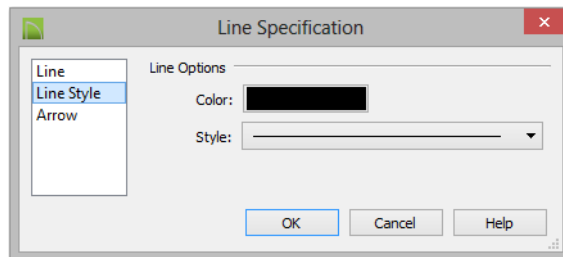 Line Specification
Line
Line Style
Arrow
Line Options
Color:
Style:
OK
Cancel
Help